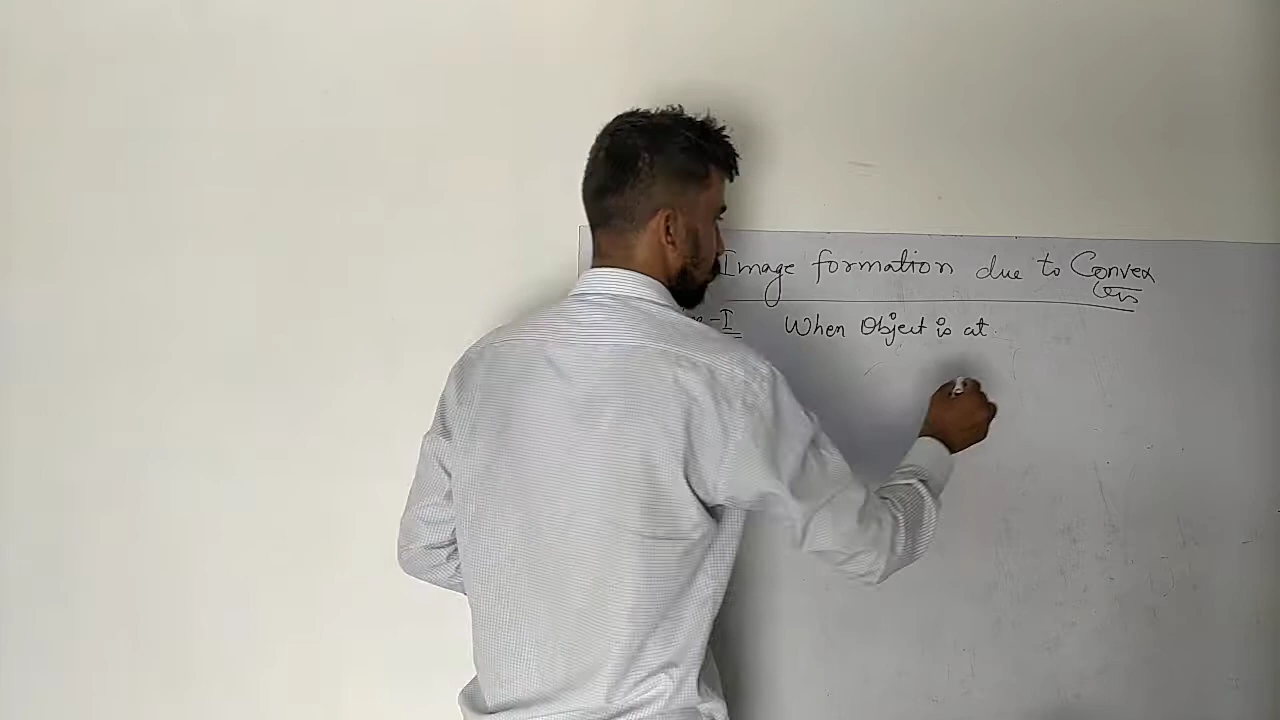 Image formation due to Convex
lens
-I When Object is at